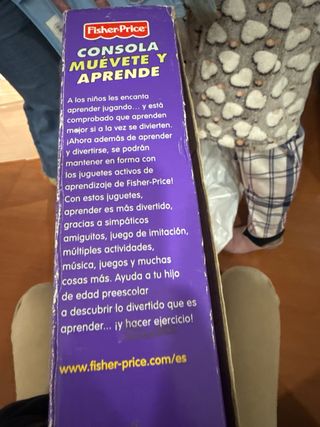 Fisher-Price
CONSOLA
MUÉVETE Y
APRENDE
A los niños les encanta
aprender jugando... y está
comprobado que aprenden
mejor si a la vez se divierten.
¡Ahora además de aprender
y divertirse, se podrán
mantener en forma con
los juguetes activos de
aprendizaje de Fisher-Price!
Con estos juguetes,
aprender es más divertido,
gracias a simpáticos
amiguitos, juego de imitación,
múltiples actividades,
música, juegos y muchas
cosas más. Ayuda a tu hijo
de edad preescolar
a descubrir lo divertido que es
aprender... ¡y hacer ejercicio!
www.fisher-price.com/es